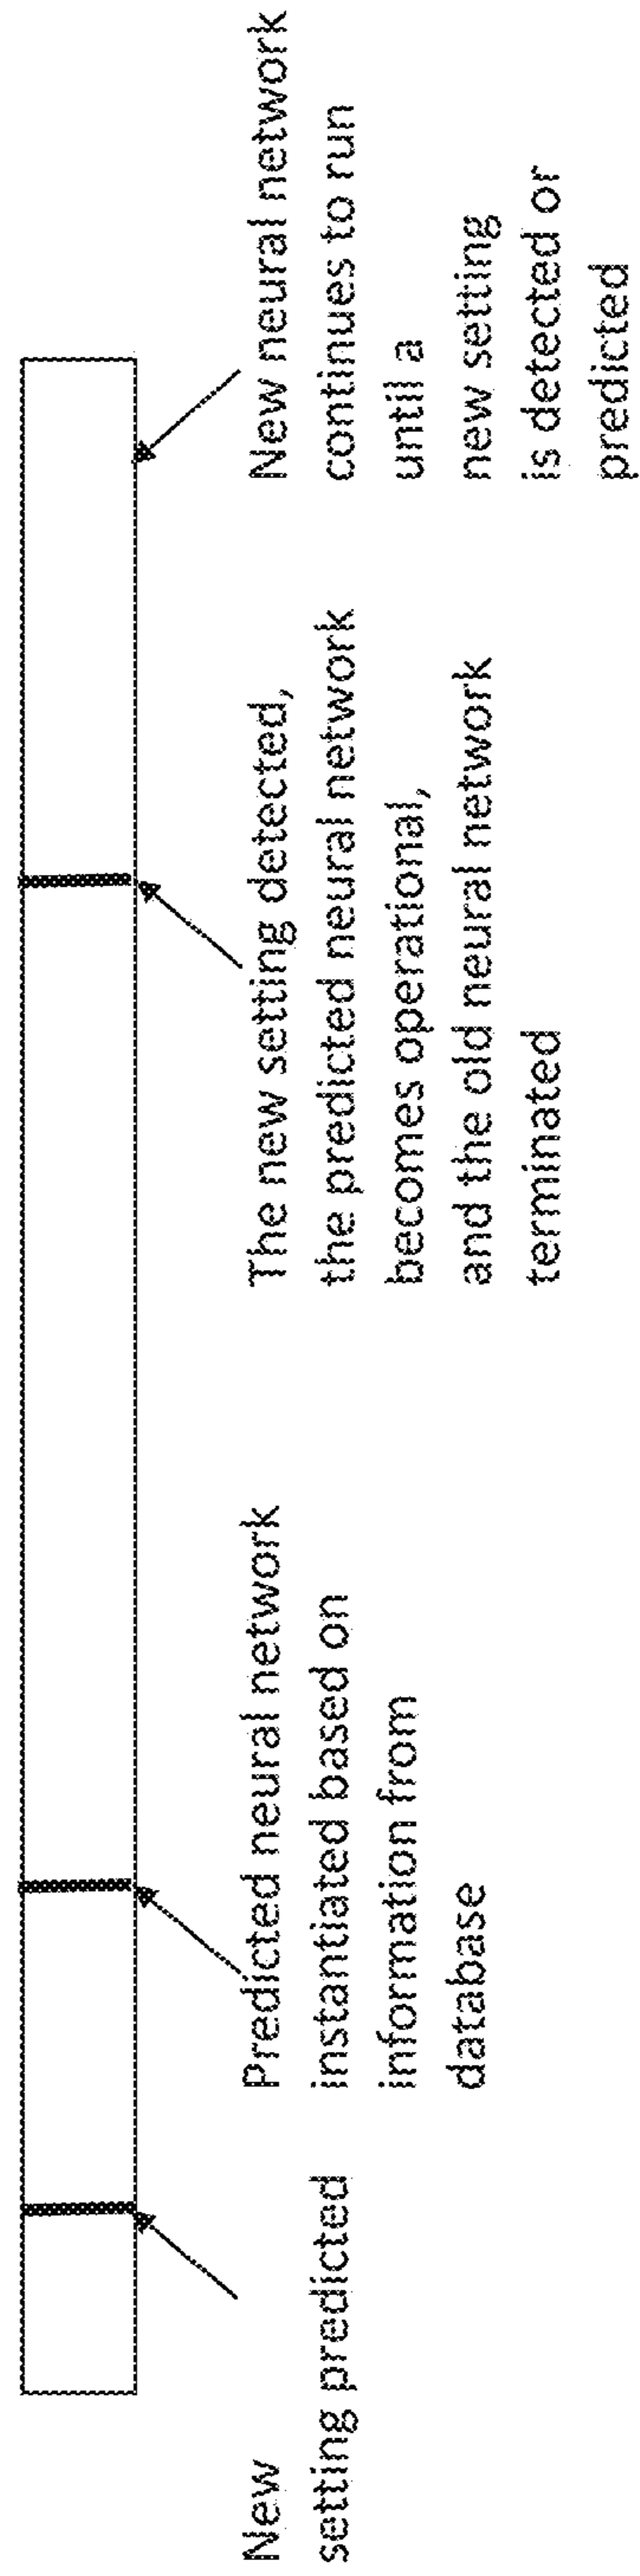 New
setting predicted
Predicted neural network
instantiated based on
information from
database
The new setting detected,
the predicted neural network
becomes operational,
and the old neural network
terminated
New neural network
continues to run
until a
new setting
is detected or
predicted